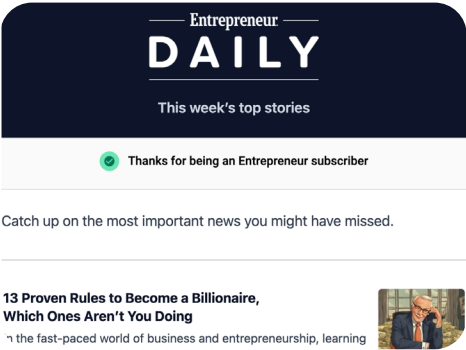 Entrepreneur
DAILY
This week's top stories
Thanks for being an Entrepreneur subscriber
Catch up on the most important news you might have missed.
13 Proven Rules to Become a Billionaire,
Which Ones Aren't You Doing
the fast-paced world of business and entrepreneurship, learning